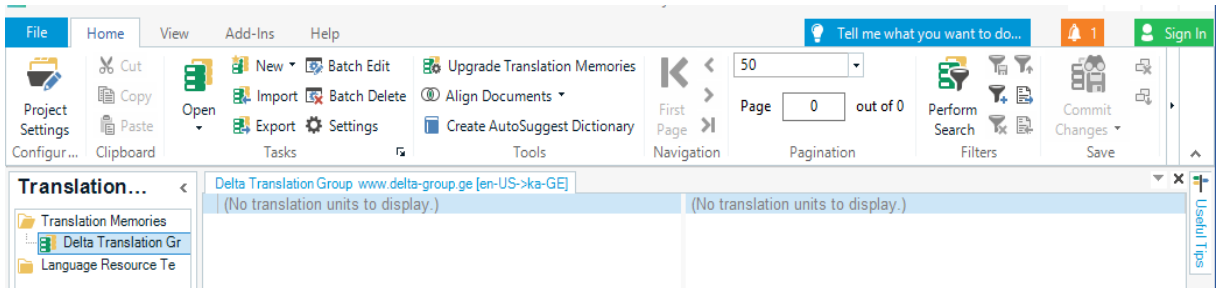 File Home View Add-Ins Help Tell me what you want to do... 1 Sign In
Cut New Batch Edit Upgrade Translation Memories 50
Copy Import Batch Delete Align Documents Page 0 out of 0
Paste Export Settings Create AutoSuggest Dictionary
Project Settings
Open
First Page
Perform Search
Commit Changes
Configur... Clipboard Tasks Tools Navigation Pagination Filters Save
Translation... Delta Translation Group www.delta-group.ge [en-US->ka-GE]
(No translation units to display.) (No translation units to display.)
Translation Memories
Delta Translation Gr
Language Resource Te
Useful Tips